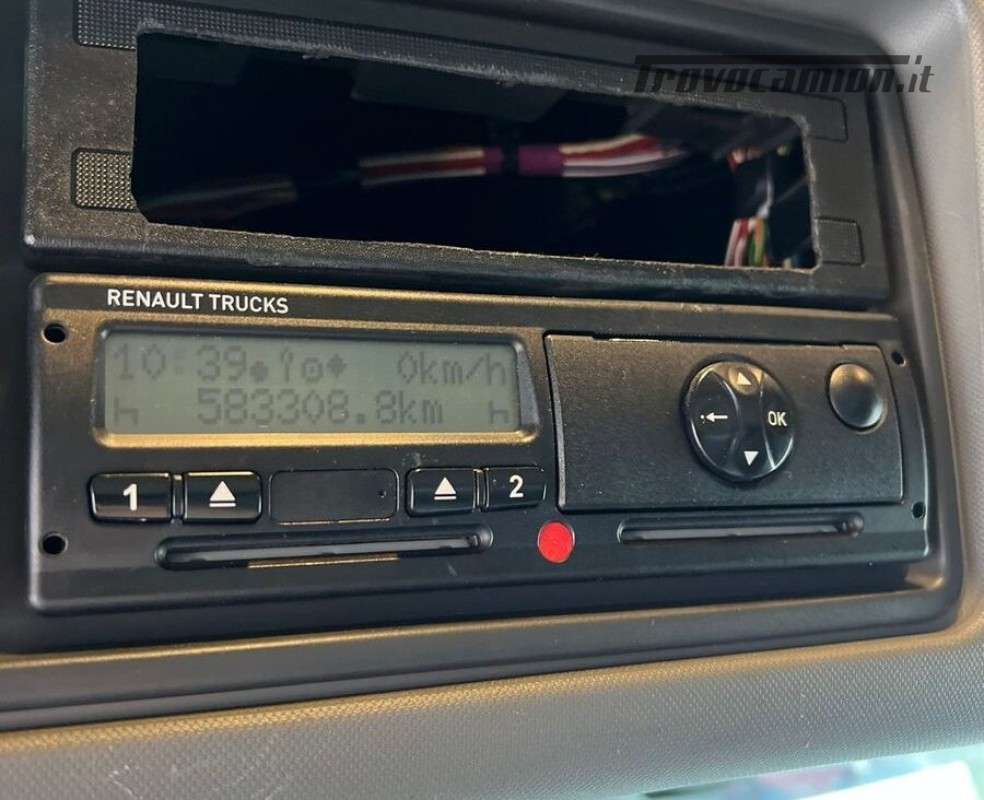 Trovocamion.it
RENAULT TRUCKS
10:39 0km/h
583308.8km
OK
1 2